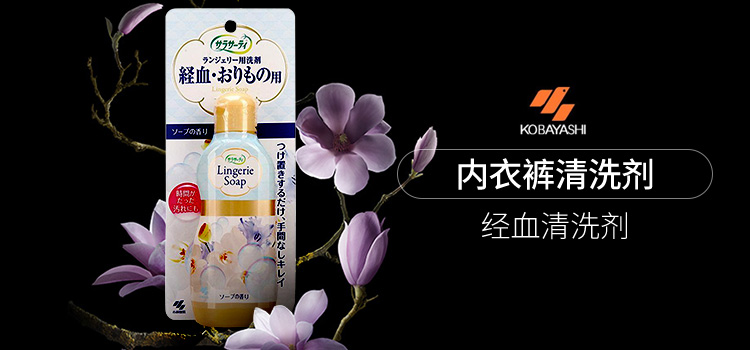 サラサーティ
ランジェリー用洗剤
経血・おりもの用
Lingerie Soap
ソープの香り
サラサーティ
Lingerie
Soap
時間が
たった
汚れにも
つけ置きするだけ、手間なしキレイ
ソープの香り
小林製薬
KOBAYASHI
内衣裤清洗剂
经血清洗剂